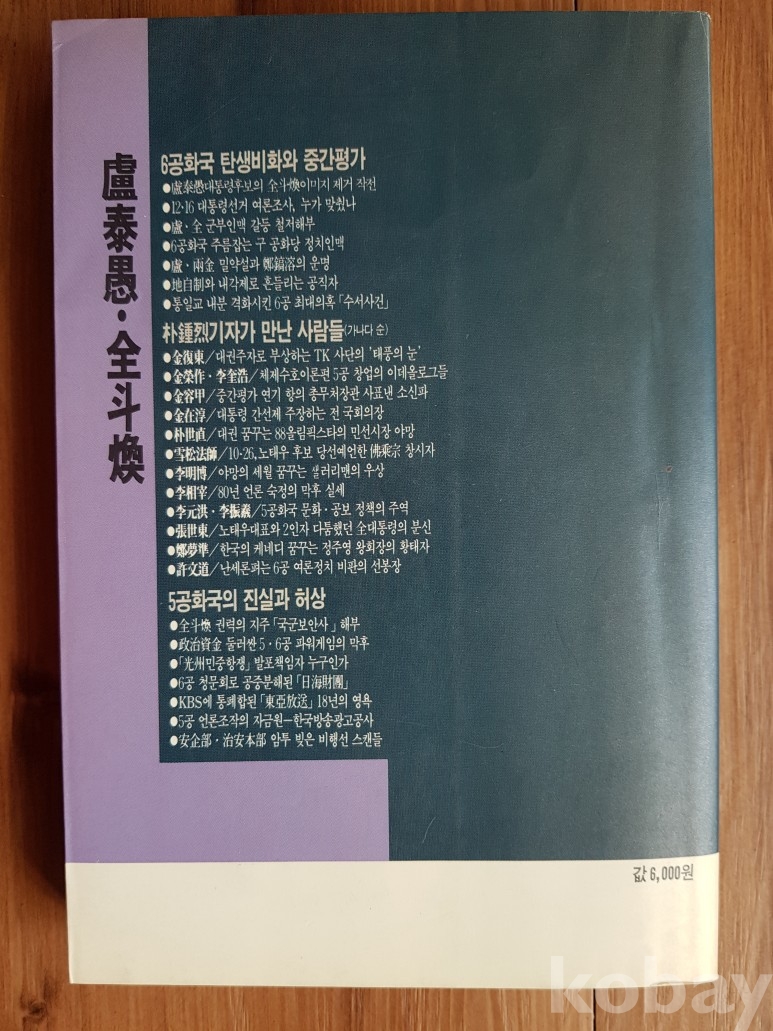 盧泰愚·全斗煥
6공화국 탄생비화와 중간평가
●盧泰愚대통령후보의 全斗煥이미지 제거 작전
●12·16 대통령선거 여론조사, 누가 맞췄나
●盧·全 군부인맥 갈등 철저해부
●6공화국 주름잡는 구 공화당 정치인맥
●盧·兩金 밀약설과 鄭鎬溶의 운명
●地自制와 내각제로 흔들리는 공직자
●통일교 내분 격화시킨 6공 최대의혹「수서사건」
朴鍾烈기자가 만난 사람들(가나다 순)
●金復東/대권주자로 부상하는 TK 사단의 '태풍의 눈'
●金榮作·李奎浩/체제수호이론편 5공 창업의 이데올로그들
●金容甲/중간평가 연기 항의 총무처장관 사표낸 소신파
●金在淳/대통령 간선제 주장하는 전 국회의장
●朴世直/대권 꿈꾸는 88올림픽스타의 민선시장 야망
●雪松法師/10·26,노태우 후보 당선예언한 佛乘宗 창시자
●李明博/야망의 세월 꿈꾸는 샐러리맨의 우상
●李相宰/80년 언론 숙정의 막후 실세
●李元洪·李振羲/5공화국 문화·공보 정책의 주역
●張世東/노태우대표와 2인자 다툼했던 全대통령의 분신
●鄭夢準/한국의 케네디 꿈꾸는 정주영 왕회장의 황태자
●許文道/난세론펴는 6공 여론정치 비판의 선봉장
5공화국의 진실과 허상
●全斗煥 권력의 지주「국군보안사」해부
●政治資金 둘러싼 5·6공 파워게임의 막후
●「光州민중항쟁」발포책임자 누구인가
●6공 청문회로 공중분해된「日海財團」
●KBS에 통폐합된「東亞放送」18년의 영욕
●5공 언론조작의 자금원-한국방송광고공사
●安企部·治安本部 암투 빚은 비행선 스캔들
값 6,000원
kobay